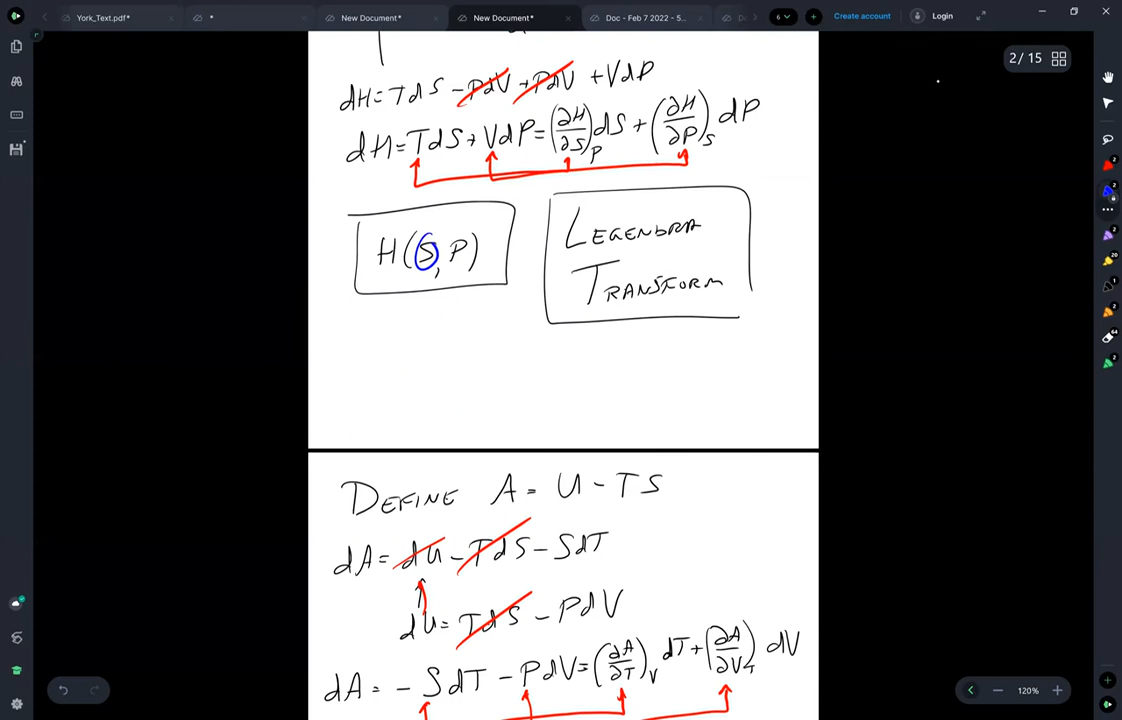 York_Text.pdf*
*
New Document*
New Document*
Doc - Feb 7 2022 - 5...
6
Create account
Login
2 / 15
dH = TdS - PdV + PdV + VdP
dH = TdS + VdP = (∂H/∂S)_P dS + (∂H/∂P)_S dP
H(S, P)
LEGENDRA
TRANSFORM
DEFINE A = U - TS
dA = dU - TdS - SdT
dU = TdS - PdV
dA = - SdT - PdV = (∂A/∂T)_V dT + (∂A/∂V)_T dV
120%